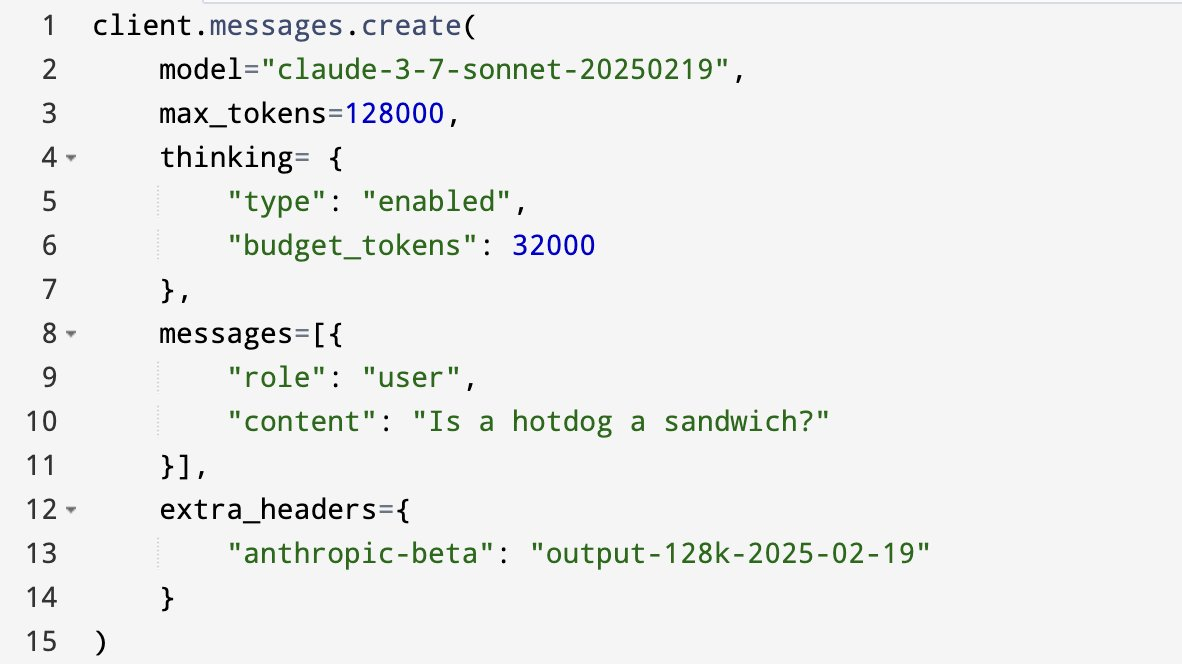 1 client.messages.create(
2     model="claude-3-7-sonnet-20250219",
3     max_tokens=128000,
4     thinking= {
5         "type": "enabled",
6         "budget_tokens": 32000
7     },
8     messages=[{
9         "role": "user",
10         "content": "Is a hotdog a sandwich?"
11     }],
12     extra_headers={
13         "anthropic-beta": "output-128k-2025-02-19"
14     }
15 )